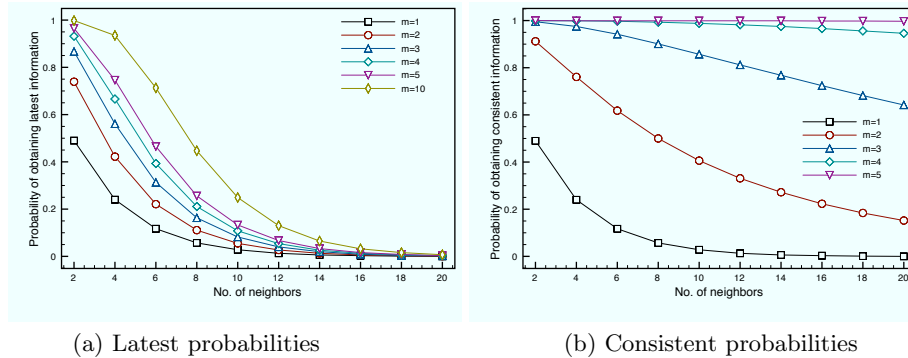 Probability of obtaining latest information
1
0.8
0.6
0.4
0.2
0
m=1
m=2
m=3
m=4
m=5
m=10
2 4 6 8 10 12 14 16 18 20
No. of neighbors
(a) Latest probabilities
Probability of obtaining consistent information
1
0.8
0.6
0.4
0.2
0
m=1
m=2
m=3
m=4
m=5
2 4 6 8 10 12 14 16 18 20
No. of neighbors
(b) Consistent probabilities